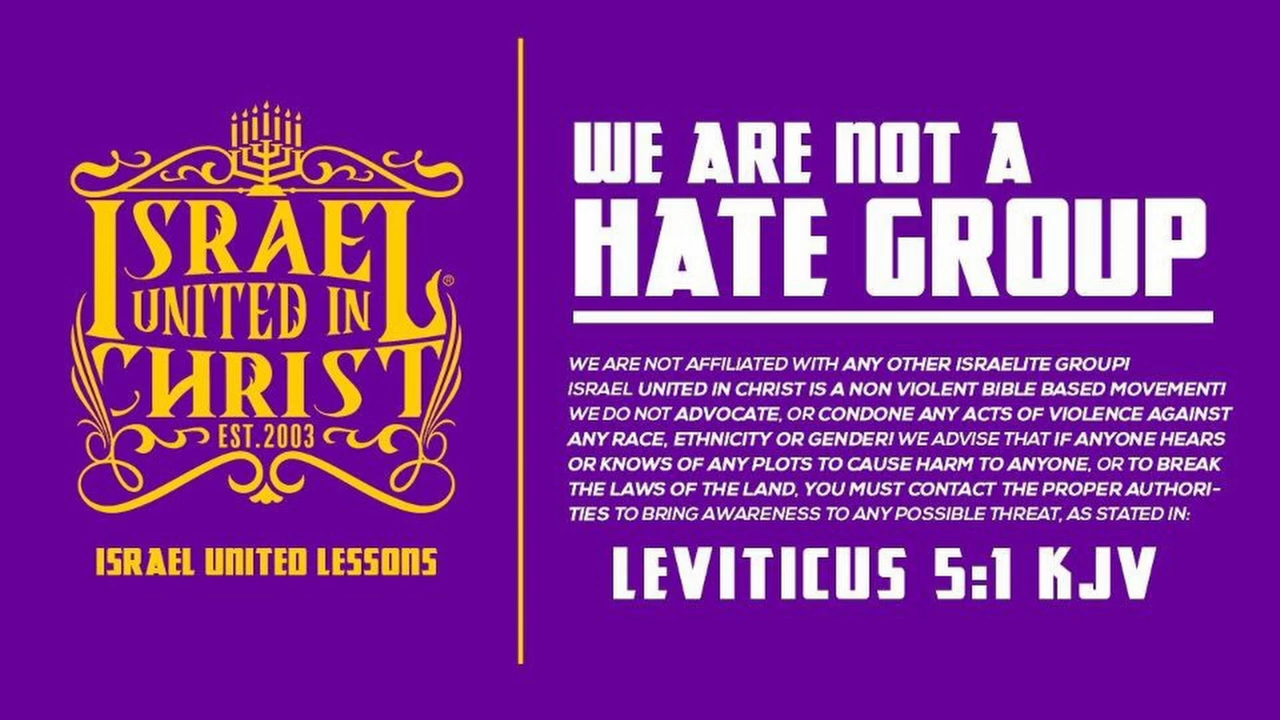 ISRAEL
UNITED IN
CHRIST
EST.2003
®
ISRAEL UNITED LESSONS
WE ARE NOT A
HATE GROUP
WE ARE NOT AFFILIATED WITH ANY OTHER ISRAELITE GROUP!
ISRAEL UNITED IN CHRIST IS A NON VIOLENT BIBLE BASED MOVEMENT!
WE DO NOT ADVOCATE, OR CONDONE ANY ACTS OF VIOLENCE AGAINST
ANY RACE, ETHNICITY OR GENDER! WE ADVISE THAT IF ANYONE HEARS
OR KNOWS OF ANY PLOTS TO CAUSE HARM TO ANYONE, OR TO BREAK
THE LAWS OF THE LAND, YOU MUST CONTACT THE PROPER AUTHORI-
TIES TO BRING AWARENESS TO ANY POSSIBLE THREAT, AS STATED IN:
LEVITICUS 5:1 KJV